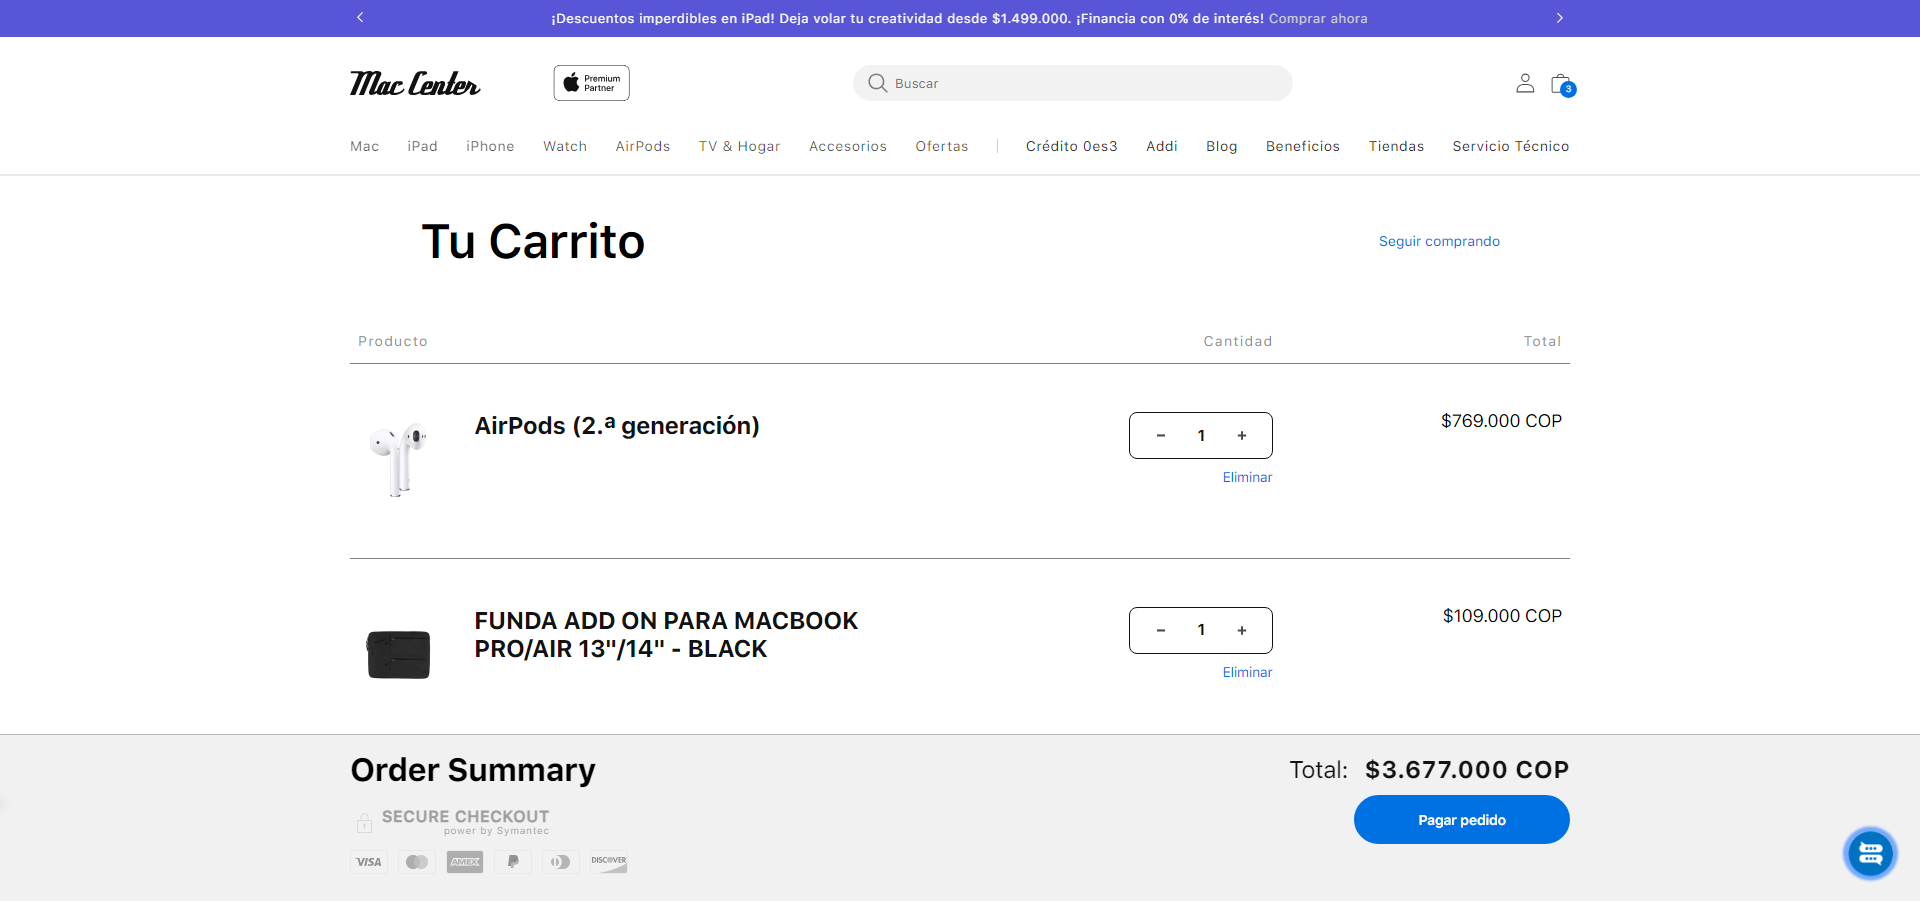 ¡Descuentos imperdibles en iPad! Deja volar tu creatividad desde $1.499.000. ¡Financia con 0% de interés! Comprar ahora
Mac Center
Premium
Partner
Buscar
3
Mac iPad iPhone Watch AirPods TV & Hogar Accesorios Ofertas Crédito 0es3 Addi Blog Beneficios Tiendas Servicio Técnico
Tu Carrito
Seguir comprando
Producto Cantidad Total
AirPods (2.ª generación)
- 1 +
$769.000 COP
Eliminar
FUNDA ADD ON PARA MACBOOK
PRO/AIR 13"/14" - BLACK
- 1 +
$109.000 COP
Eliminar
Order Summary
Total: $3.677.000 COP
SECURE CHECKOUT
power by Symantec
Pagar pedido
VISA AMEX DISCOVER